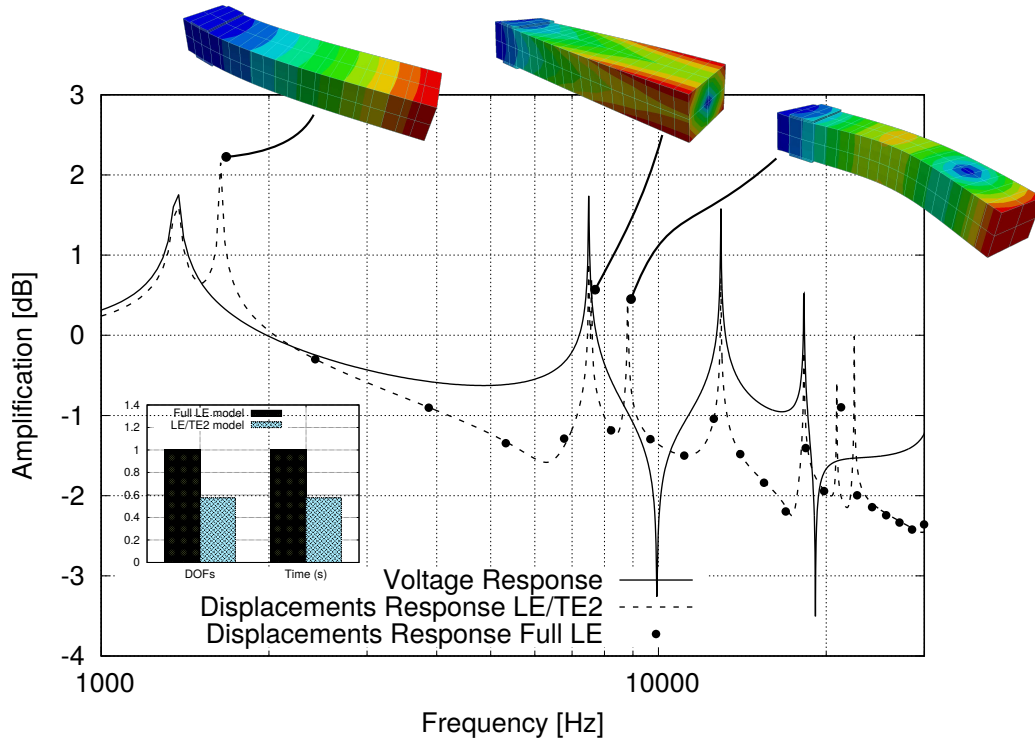 3
2
1
0
-1
-2
-3
-4
Amplification [dB]
1000
10000
Frequency [Hz]
1.4
1.2
1
0.8
0.6
0.4
0.2
0
Full LE model
LE/TE2 model
DOFs
Time (s)
Voltage Response
Displacements Response LE/TE2
Displacements Response Full LE